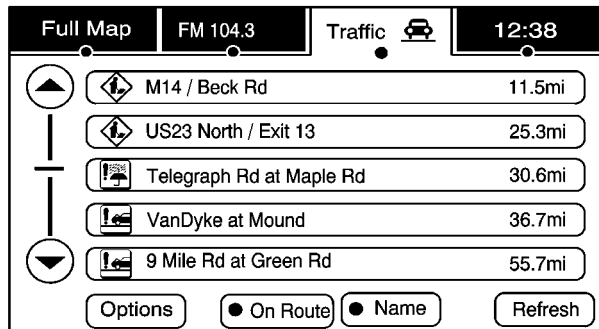 Full Map FM 104.3 Traffic 12:38
M14 / Beck Rd 11.5mi
US23 North / Exit 13 25.3mi
Telegraph Rd at Maple Rd 30.6mi
VanDyke at Mound 36.7mi
9 Mile Rd at Green Rd 55.7mi
Options On Route Name Refresh